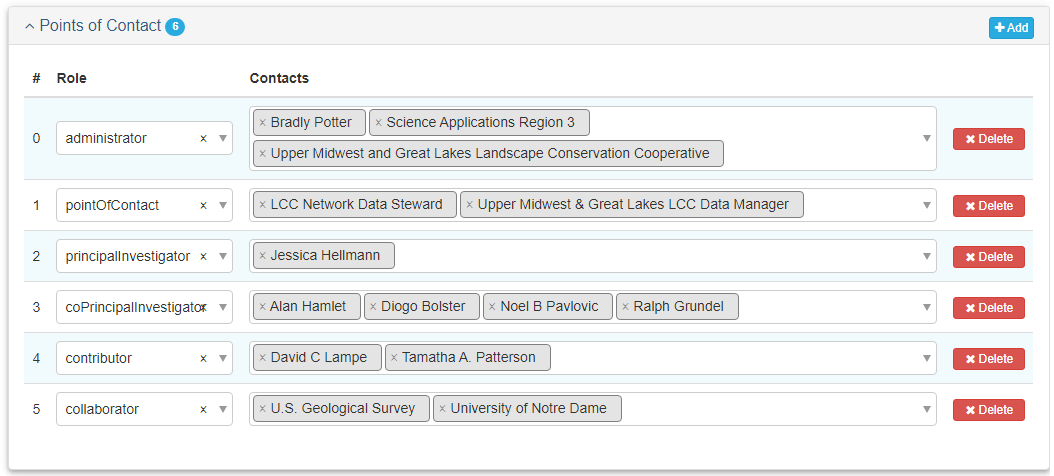 Points of Contact 6 Add
# Role Contacts
0 administrator × × Bradly Potter × Science Applications Region 3 × Delete
× Upper Midwest and Great Lakes Landscape Conservation Cooperative
1 pointOfContact × × LCC Network Data Steward × Upper Midwest & Great Lakes LCC Data Manager × Delete
2 principalInvestigator × × Jessica Hellmann × Delete
3 coPrincipalInvestigator × × Alan Hamlet × Diogo Bolster × Noel B Pavlovic × Ralph Grundel × Delete
4 contributor × × David C Lampe × Tamatha A. Patterson × Delete
5 collaborator × × U.S. Geological Survey × University of Notre Dame × Delete